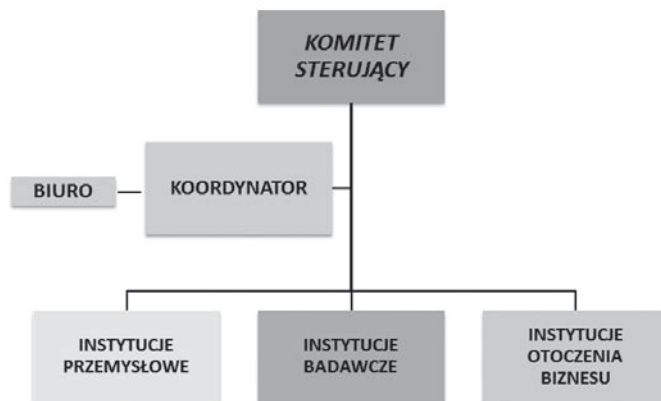 KOMITET
STERUJĄCY
BIURO
KOORDYNATOR
INSTYTUCJE
PRZEMYSŁOWE
INSTYTUCJE
BADAWCZE
INSTYTUCJE
OTOCZENIA
BIZNESU